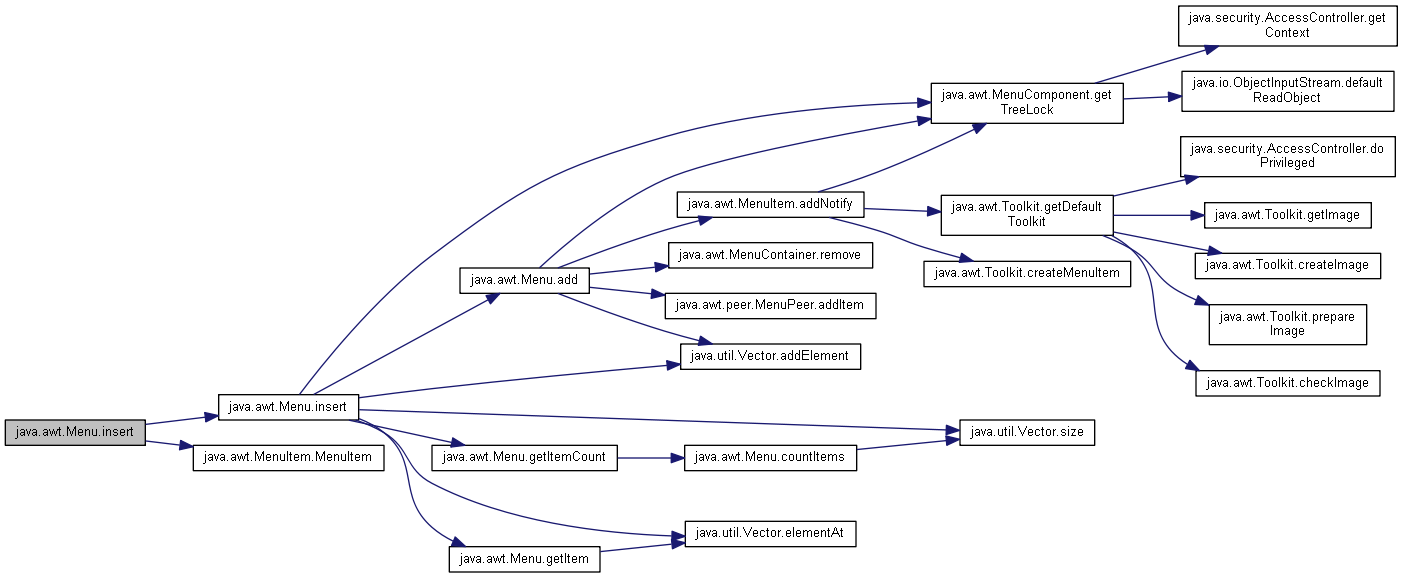 java.security.AccessController.get
Context
java.io.ObjectInputStream.default
ReadObject
java.awt.MenuComponent.get
TreeLock
java.security.AccessController.do
Privileged
java.awt.MenuItem.addNotify
java.awt.Toolkit.getDefault
Toolkit
java.awt.Toolkit.getImage
java.awt.MenuContainer.remove
java.awt.Toolkit.createImage
java.awt.Menu.add
java.awt.Toolkit.createMenuItem
java.awt.peer.MenuPeer.addItem
java.awt.Toolkit.prepare
Image
java.util.Vector.addElement
java.awt.Toolkit.checkImage
java.awt.Menu.insert
java.awt.Menu.insert
java.util.Vector.size
java.awt.MenuItem.MenuItem
java.awt.Menu.getItemCount
java.awt.Menu.countItems
java.util.Vector.elementAt
java.awt.Menu.getItem